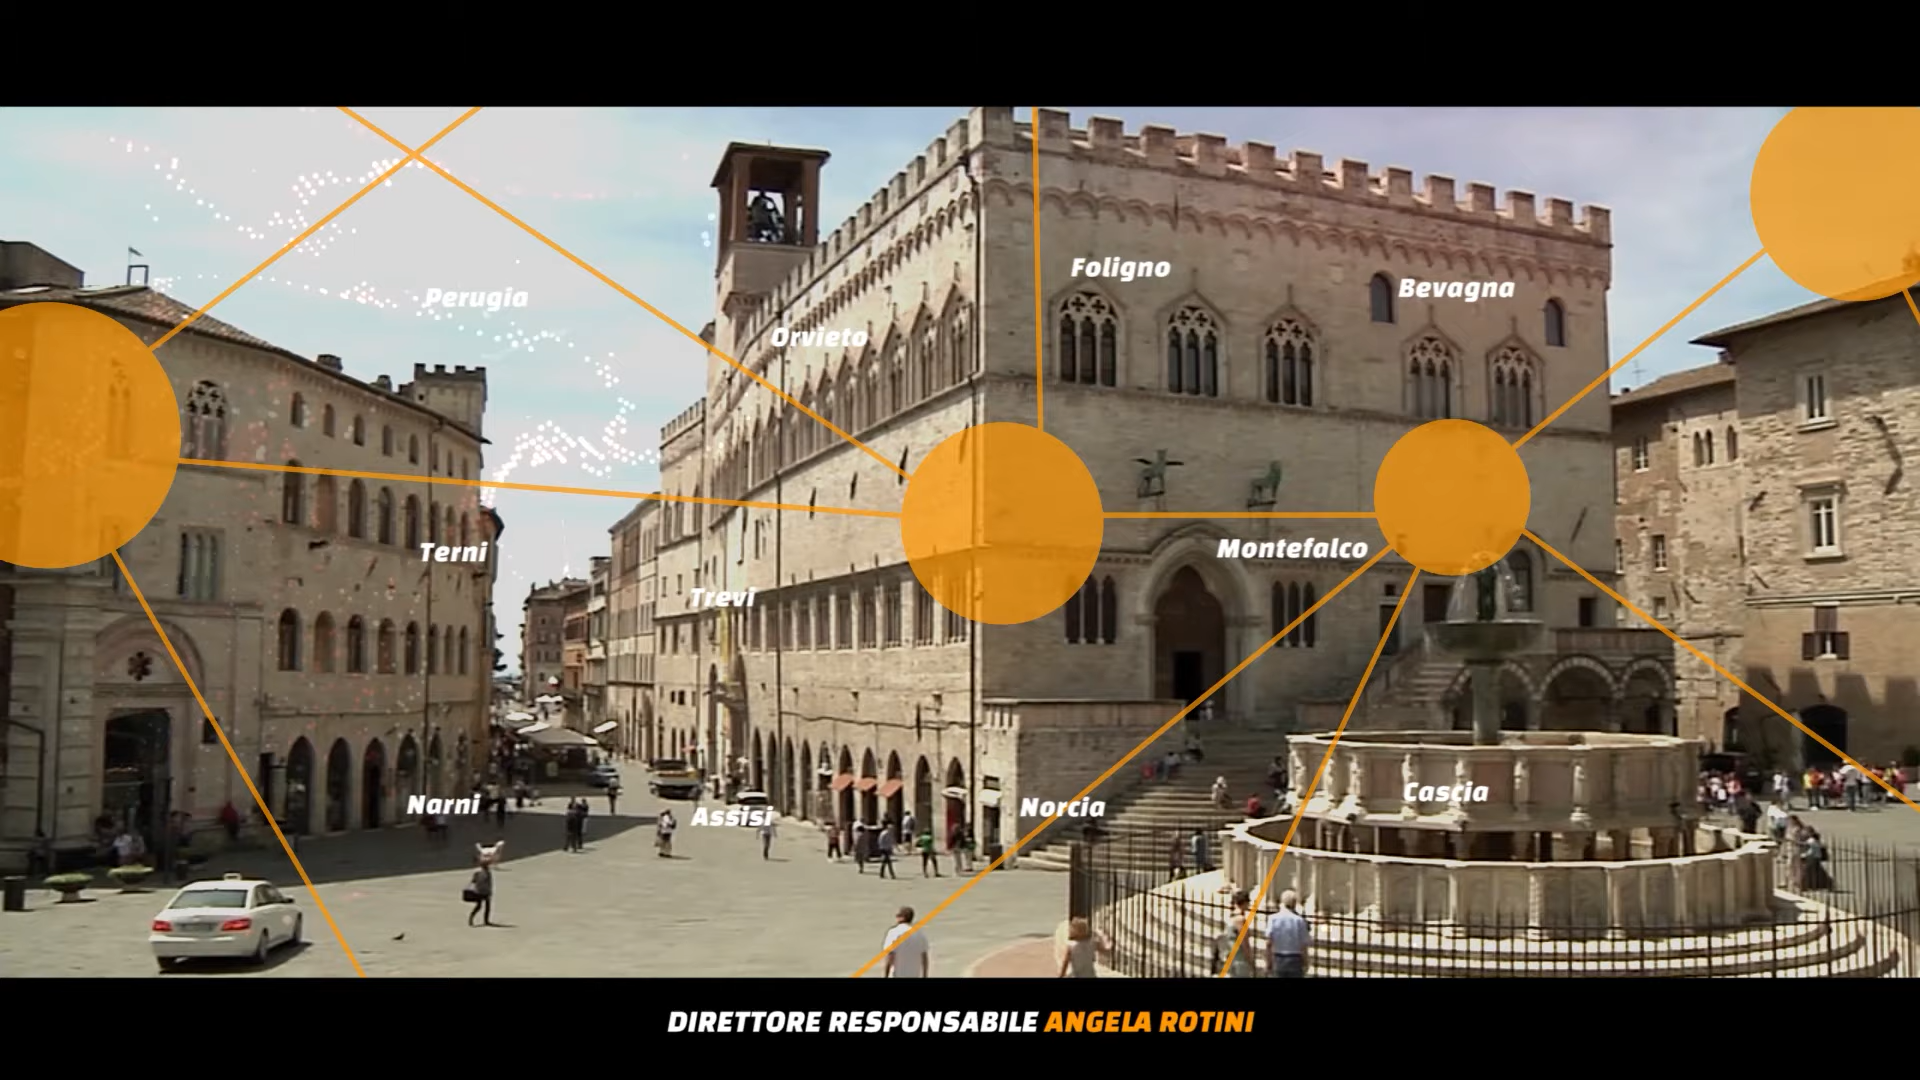 Foligno
Bevagna
Perugia
Orvieto
Terni
Montefalco
Trevi
Narni
Assisi
Norcia
Cascia
DIRETTORE RESPONSABILE ANGELA ROTINI